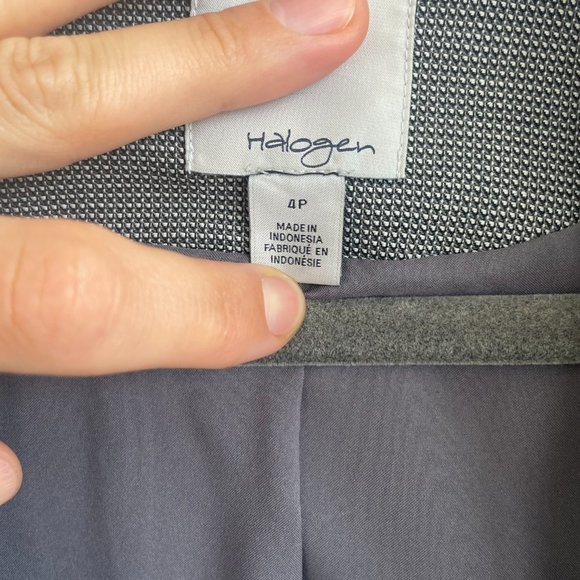 Halogen
4P
MADE IN
INDONESIA
FABRIQUÉ EN
INDONÉSIE